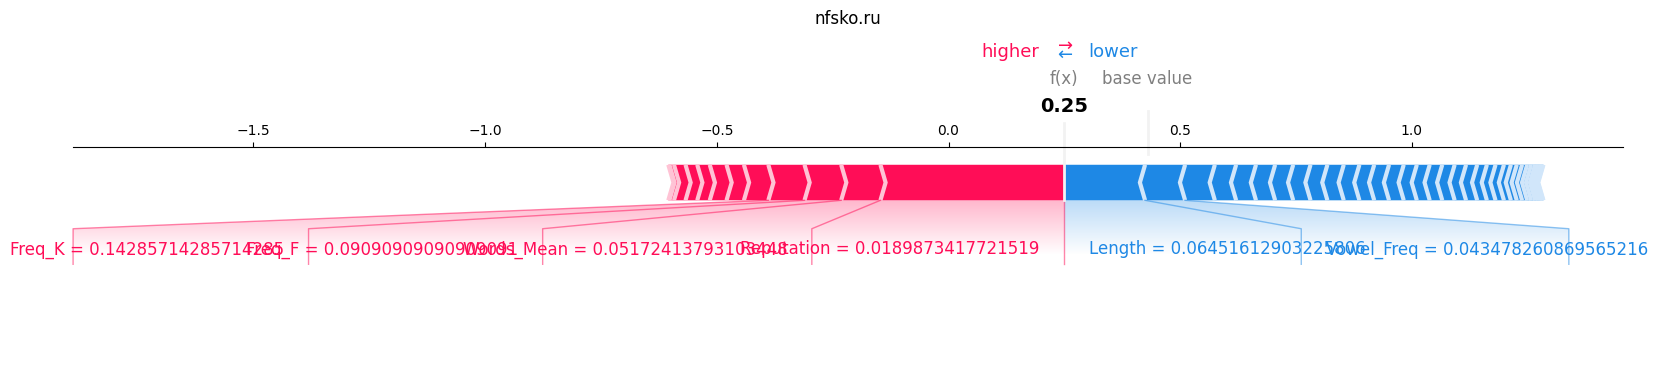 nfsko.ru
higher ⇄ lower
f(x) base value
0.25
−1.5 −1.0 −0.5 0.0 0.5 1.0
Freq_K = 0.14285714285714285 Freq_F = 0.09090909090909091 Words_Mean = 0.05172413793103448 Reputation = 0.0189873417721519 Length = 0.06451612903225806 Vowel_Freq = 0.043478260869565216